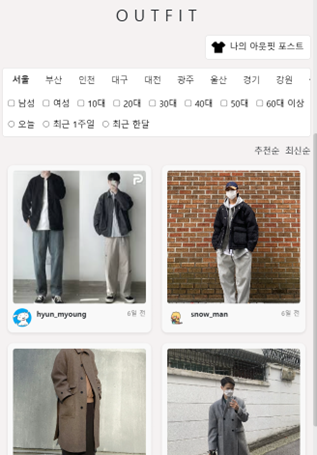 OUTFIT
나의 아웃핏 포스트
서울 부산 인천 대구 대전 광주 울산 경기 강원
남성 여성 10대 20대 30대 40대 50대 60대 이상
오늘 최근 1주일 최근 한달
추천순 최신순
hyun_myoung 6일 전
snow_man 6일 전